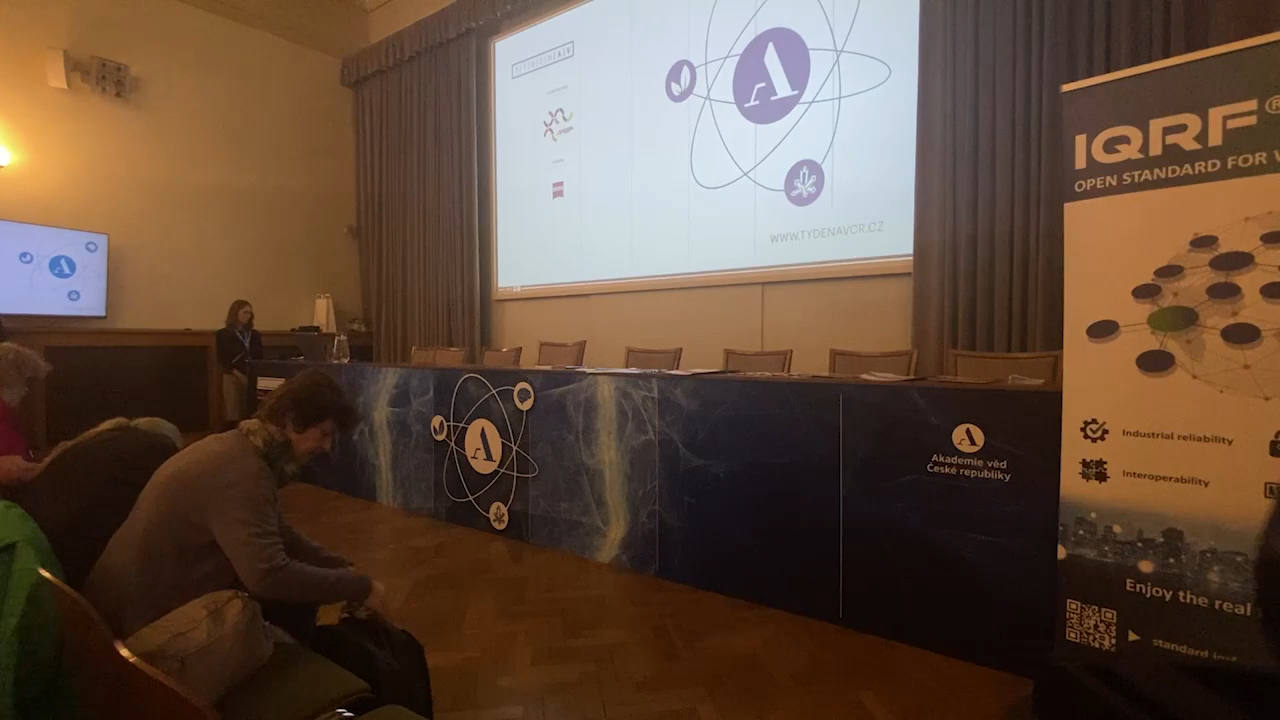 WWW.TYDENAVCR.CZ
IQRF®
OPEN STANDARD FOR
Industrial reliability
Interoperability
Enjoy the real
Akademie věd
České republiky